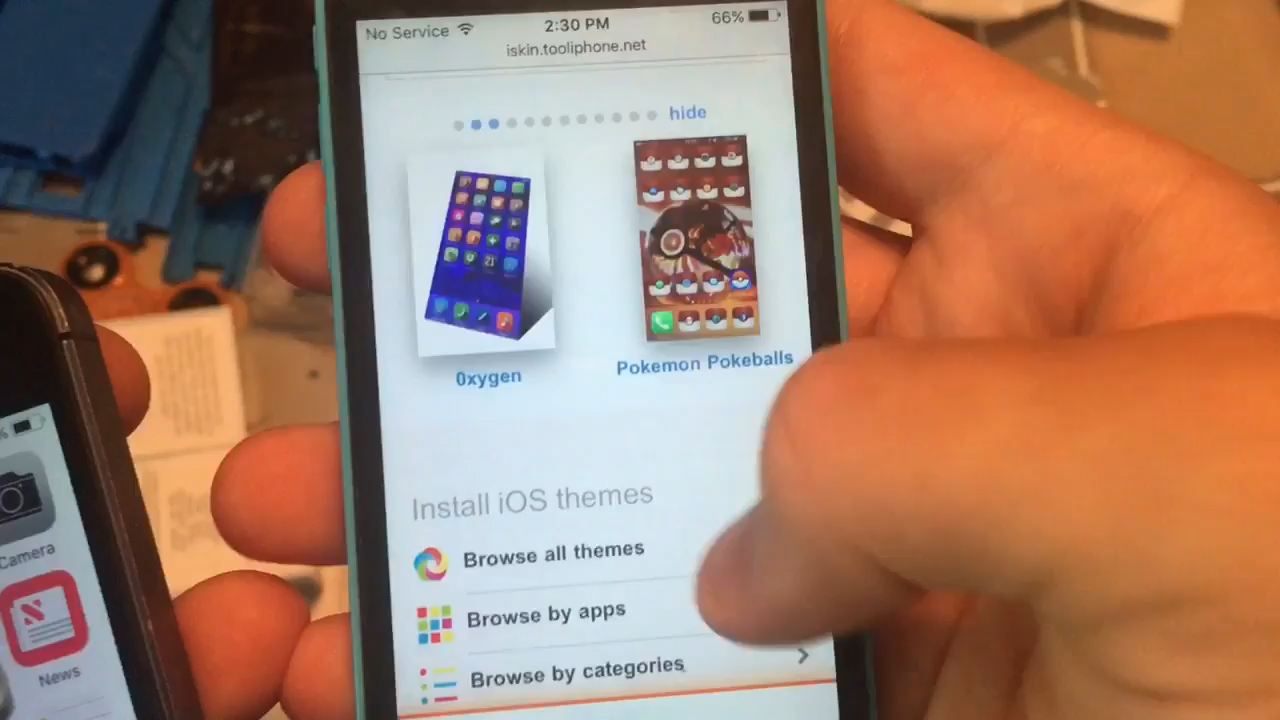 No Service 2:30 PM 66%
iskin.tooliphone.net
hide
0xygen
Pokemon Pokeballs
Install iOS themes
Browse all themes
Browse by apps
Browse by categories
%
Camera
News